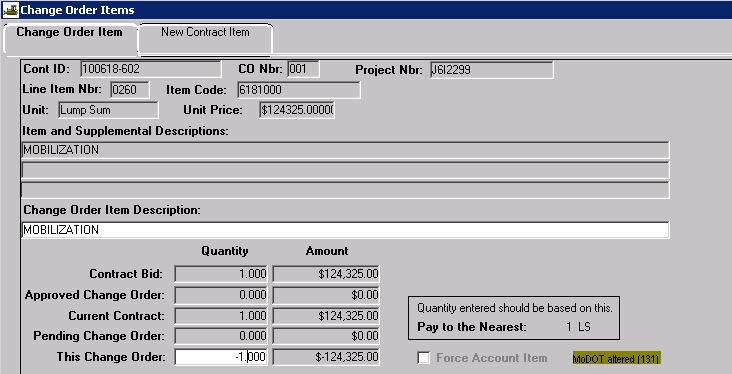 Change Order Items
Change Order Item New Contract Item
Cont ID: 100618-602 CO Nbr: 001 Project Nbr: J6I2299
Line Item Nbr: 0260 Item Code: 6181000
Unit: Lump Sum Unit Price: $124325.00000
Item and Supplemental Descriptions:
MOBILIZATION
Change Order Item Description:
MOBILIZATION
Quantity Amount
Contract Bid: 1.000 $124,325.00
Approved Change Order: 0.000 $0.00
Current Contract: 1.000 $124,325.00
Pending Change Order: 0.000 $0.00
This Change Order: -1.000 $-124,325.00
Quantity entered should be based on this.
Pay to the Nearest: 1 LS
Force Account Item MoDOT altered (131)